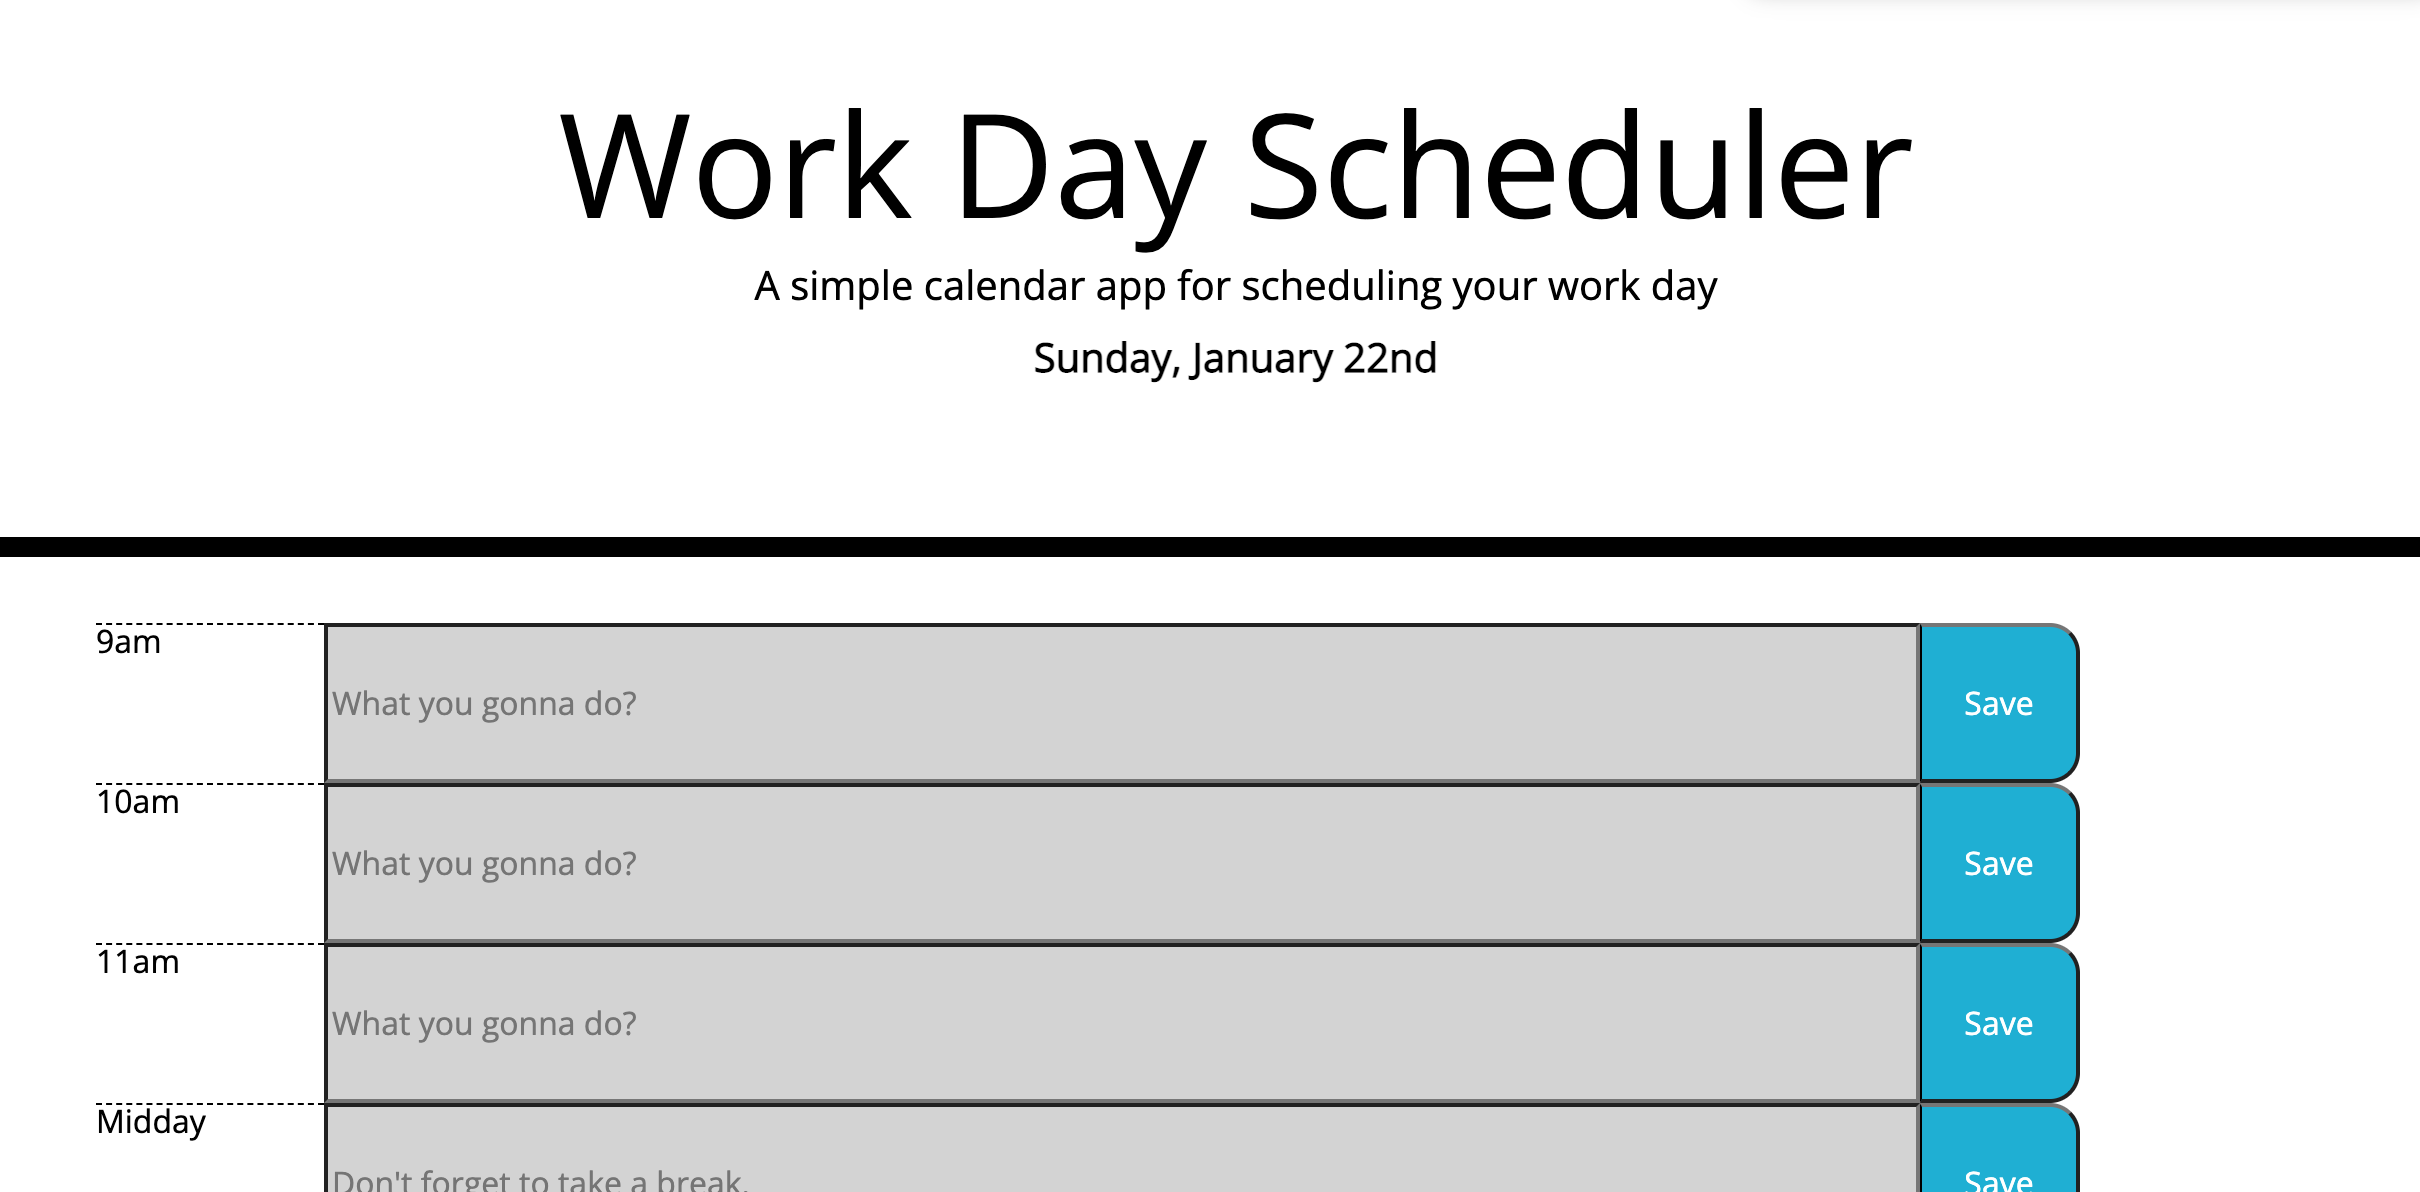 Work Day Scheduler
A simple calendar app for scheduling your work day
Sunday, January 22nd
9am
What you gonna do?
Save
10am
What you gonna do?
Save
11am
What you gonna do?
Save
Midday
Don't forget to take a break.
Save